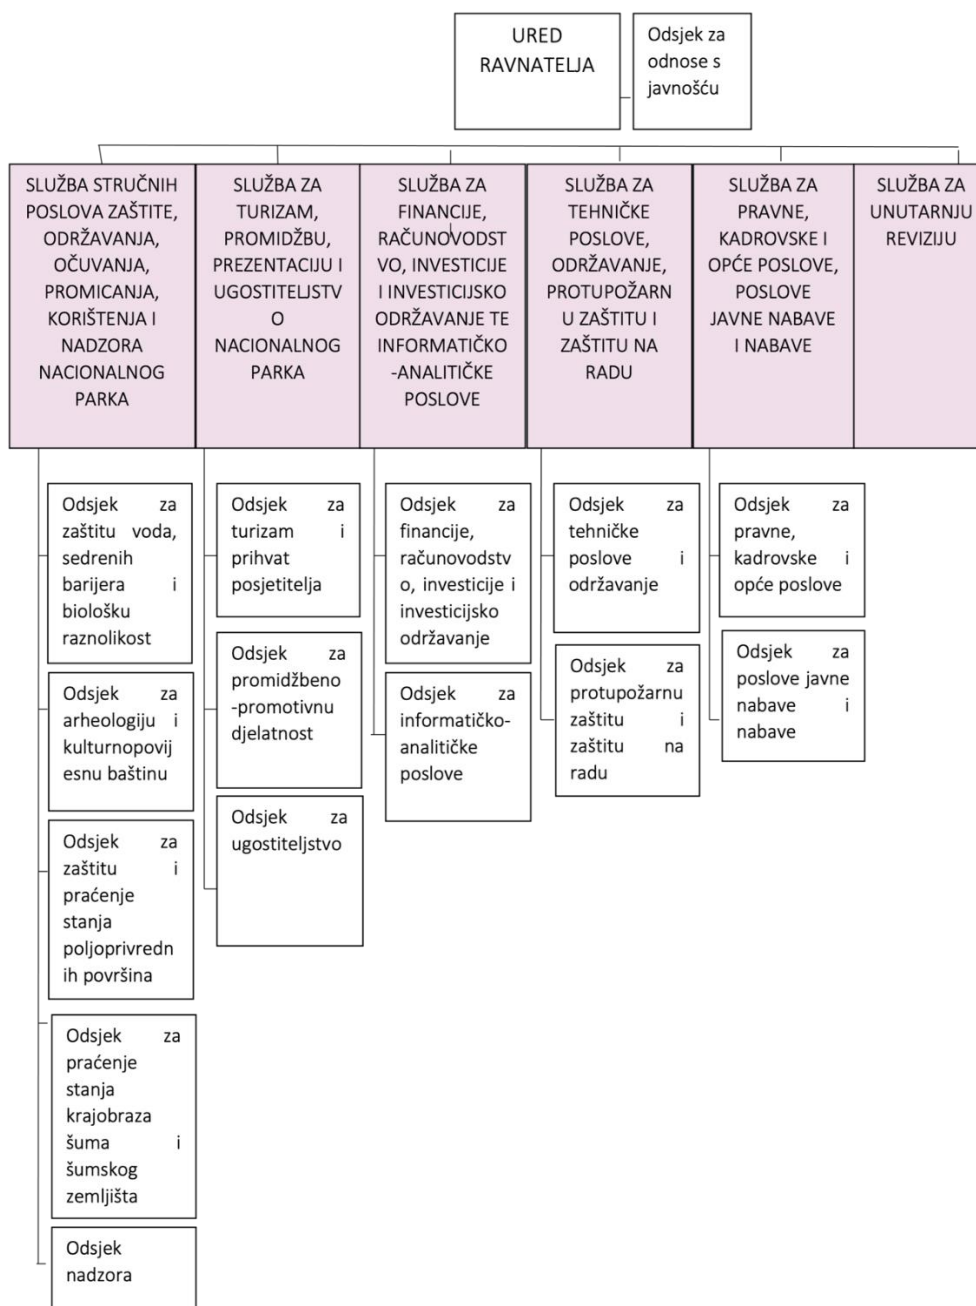 URED
RAVNATELJA
Odsjek za
odnose s
javnošću
SLUŽBA STRUČNIH
POSLOVA ZAŠTITE,
ODRŽAVANJA,
OČUVANJA,
PROMICANJA,
KORIŠTENJA I
NADZORA
NACIONALNOG
PARKA
SLUŽBA ZA
TURIZAM,
PROMIDŽBU,
PREZENTACIJU I
UGOSTITELJSTV
O
NACIONALNOG
PARKA
SLUŽBA ZA
FINANCIJE,
RAČUNOVODST
VO, INVESTICIJE
I INVESTICIJSKO
ODRŽAVANJE TE
INFORMATIČKO
-ANALITIČKE
POSLOVE
SLUŽBA ZA
TEHNIČKE
POSLOVE,
ODRŽAVANJE,
PROTUPOŽARN
U ZAŠTITU I
ZAŠTITU NA
RADU
SLUŽBA ZA
PRAVNE,
KADROVSKE I
OPĆE POSLOVE,
POSLOVE
JAVNE NABAVE
I NABAVE
SLUŽBA ZA
UNUTARNJU
REVIZIJU
Odsjek za
zaštitu voda,
sedrenih
barijera i
biološku
raznolikost
Odsjek za
arheologiju i
kulturnopovij
esnu baštinu
Odsjek za
zaštitu i
praćenje
stanja
poljoprivredn
ih površina
Odsjek za
praćenje
stanja
krajobraza
šuma i
šumskog
zemljišta
Odsjek
nadzora
Odsjek za
turizam i
prihvat
posjetitelja
Odsjek za
promidžbeno
-promotivnu
djelatnost
Odsjek za
ugostiteljstvo
Odsjek za
financije,
računovodstv
o, investicije i
investicijsko
održavanje
Odsjek za
informatičko-
analitičke
poslove
Odsjek za
tehničke
poslove i
održavanje
Odsjek za
protupožarnu
zaštitu i
zaštitu na
radu
Odsjek za
pravne,
kadrovske i
opće poslove
Odsjek za
poslove javne
nabave i
nabave